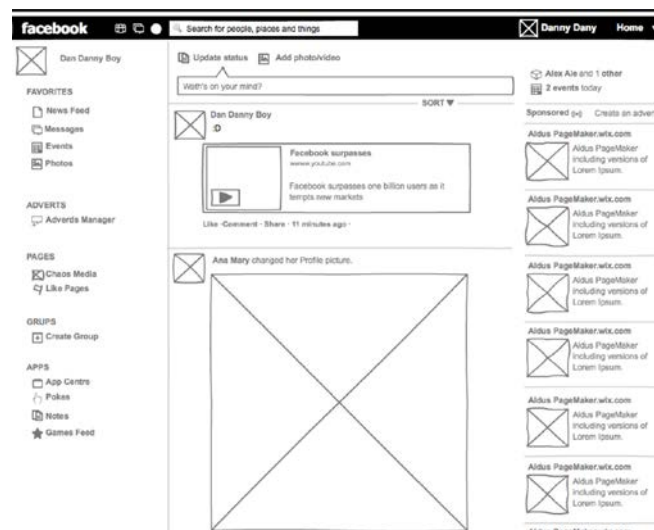 facebook
Search for people, places and things
Danny Dany Home
Dan Danny Boy
FAVORITES
News Feed
Messages
Events
Photos
ADVERTS
Adverds Manager
PAGES
Chaos Media
Like Pages
GRUPS
Create Group
APPS
App Centre
Pokes
Notes
Games Feed
Update status Add photo/video
Wath's on your mind?
SORT
Dan Danny Boy
:D
Facebook surpasses
www.youtube.com
Facebook surpasses one billion users as it
tempts new markets
Like · Comment · Share · 11 minutes ago ·
Ana Mary changed her Profile picture.
Alex Ale and 1 other
2 events today
Sponsored Create an adver
Aldus PageMaker.wix.com
Aldus PageMaker
including versions of
Lorem Ipsum.
Aldus PageMaker.wix.com
Aldus PageMaker
including versions of
Lorem Ipsum.
Aldus PageMaker.wix.com
Aldus PageMaker
including versions of
Lorem Ipsum.
Aldus PageMaker.wix.com
Aldus PageMaker
including versions of
Lorem Ipsum.
Aldus PageMaker.wix.com
Aldus PageMaker
including versions of
Lorem Ipsum.
Aldus PageMaker.wix.com
Aldus PageMaker
including versions of
Lorem Ipsum.